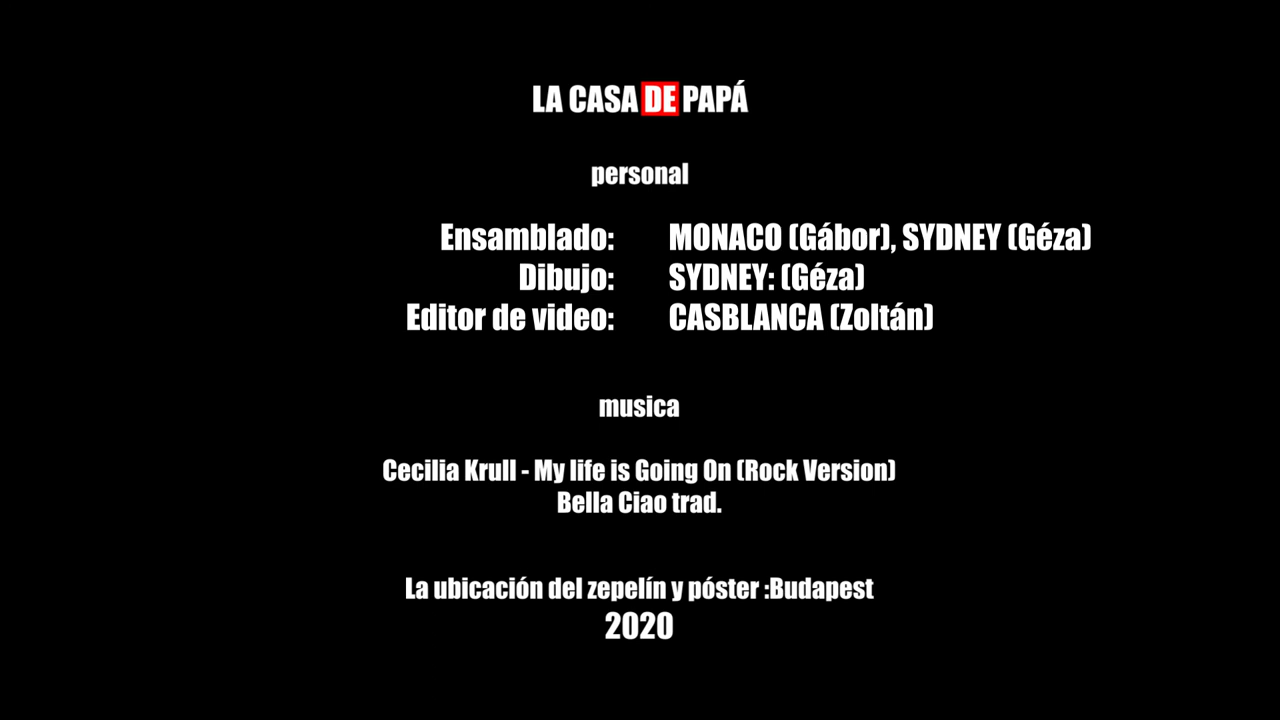 LA CASA DE PAPÁ
personal
Ensamblado: MONACO (Gábor), SYDNEY (Géza)
Dibujo: SYDNEY: (Géza)
Editor de video: CASBLANCA (Zoltán)
musica
Cecilia Krull - My life is Going On (Rock Version)
Bella Ciao trad.
La ubicación del zepelín y póster :Budapest
2020